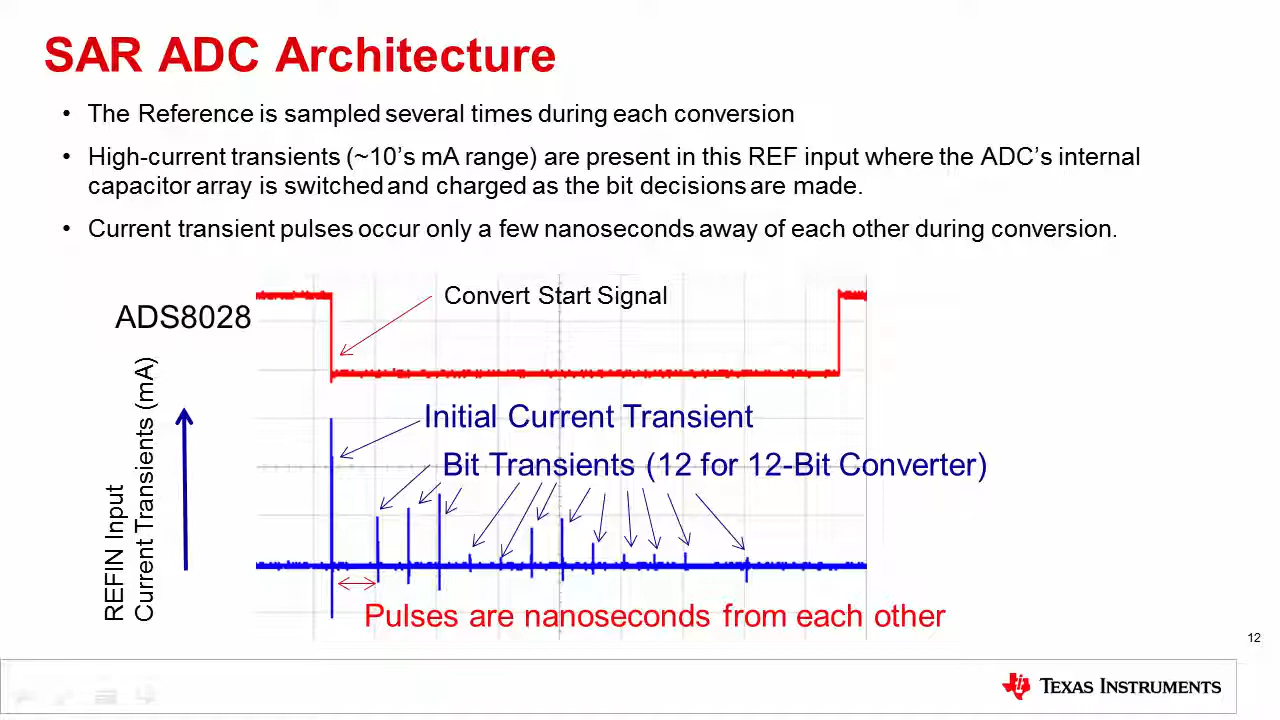 SAR ADC Architecture
• The Reference is sampled several times during each conversion
• High-current transients (~10’s mA range) are present in this REF input where the ADC’s internal
capacitor array is switched and charged as the bit decisions are made.
• Current transient pulses occur only a few nanoseconds away of each other during conversion.
Convert Start Signal
ADS8028
REFIN Input
Current Transients (mA)
Initial Current Transient
Bit Transients (12 for 12-Bit Converter)
Pulses are nanoseconds from each other
12
TEXAS INSTRUMENTS